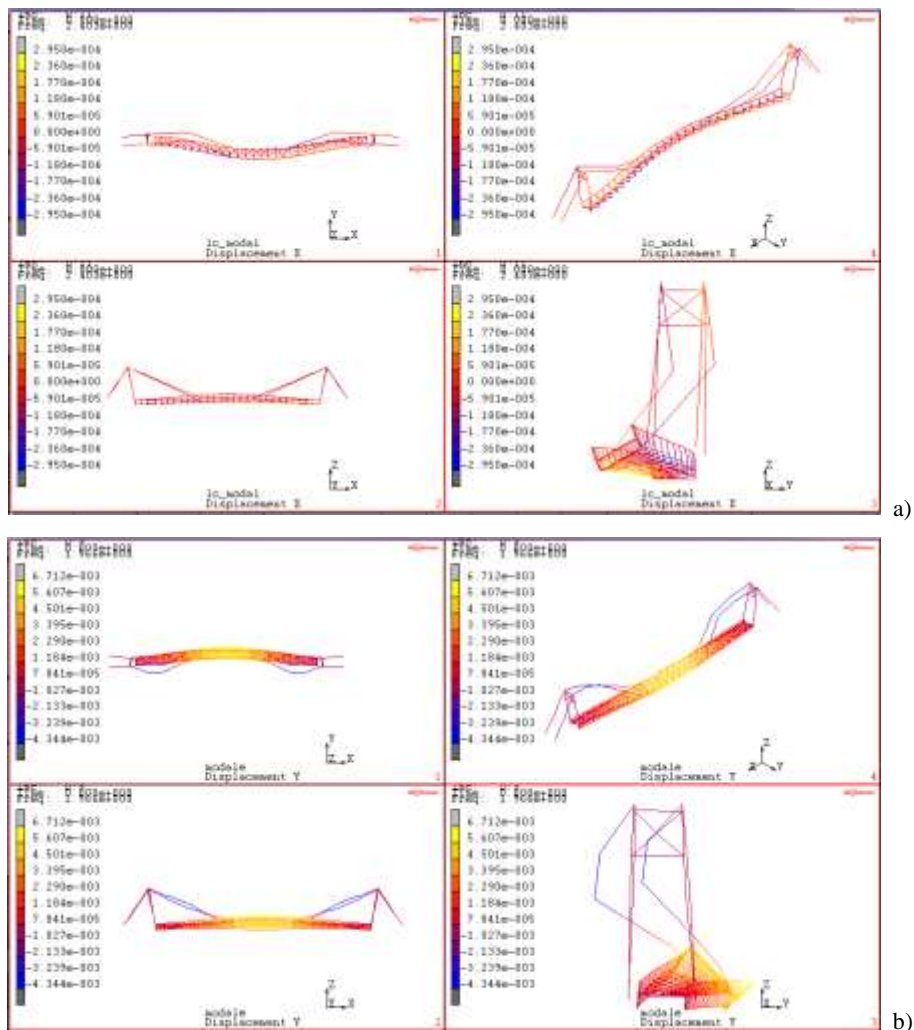 2.950e-004
2.360e-004
1.770e-004
1.180e-004
5.901e-005
0.000e+000
-5.901e-005
-1.180e-004
-1.770e-004
-2.360e-004
-2.950e-004
Y
X
lc_modal
Displacement
1
2.950e-004
2.360e-004
1.770e-004
1.180e-004
5.901e-005
0.000e+000
-5.901e-005
-1.180e-004
-1.770e-004
-2.360e-004
-2.950e-004
Z
Y
lc_modal
Displacement
4
2.950e-004
2.360e-004
1.770e-004
1.180e-004
5.901e-005
0.000e+000
-5.901e-005
-1.180e-004
-1.770e-004
-2.360e-004
-2.950e-004
Z
X
lc_modal
Displacement
2
2.950e-004
2.360e-004
1.770e-004
1.180e-004
5.901e-005
0.000e+000
-5.901e-005
-1.180e-004
-1.770e-004
-2.360e-004
-2.950e-004
Z
Y
lc_modal
Displacement
3
a)
6.712e-003
5.607e-003
4.501e-003
3.395e-003
2.290e-003
1.184e-003
7.841e-005
-1.027e-003
-2.133e-003
-3.239e-003
-4.344e-003
Y
X
modale
Displacement Y
6.712e-003
5.607e-003
4.501e-003
3.395e-003
2.290e-003
1.184e-003
7.841e-005
-1.027e-003
-2.133e-003
-3.239e-003
-4.344e-003
Z
Y
modale
Displacement Y
4
6.712e-003
5.607e-003
4.501e-003
3.395e-003
2.290e-003
1.184e-003
7.841e-005
-1.027e-003
-2.133e-003
-3.239e-003
-4.344e-003
Z
X
modale
Displacement Y
2
6.712e-003
5.607e-003
4.501e-003
3.395e-003
2.290e-003
1.184e-003
7.841e-005
-1.027e-003
-2.133e-003
-3.239e-003
-4.344e-003
Z
Y
modale
Displacement Y
3
b)